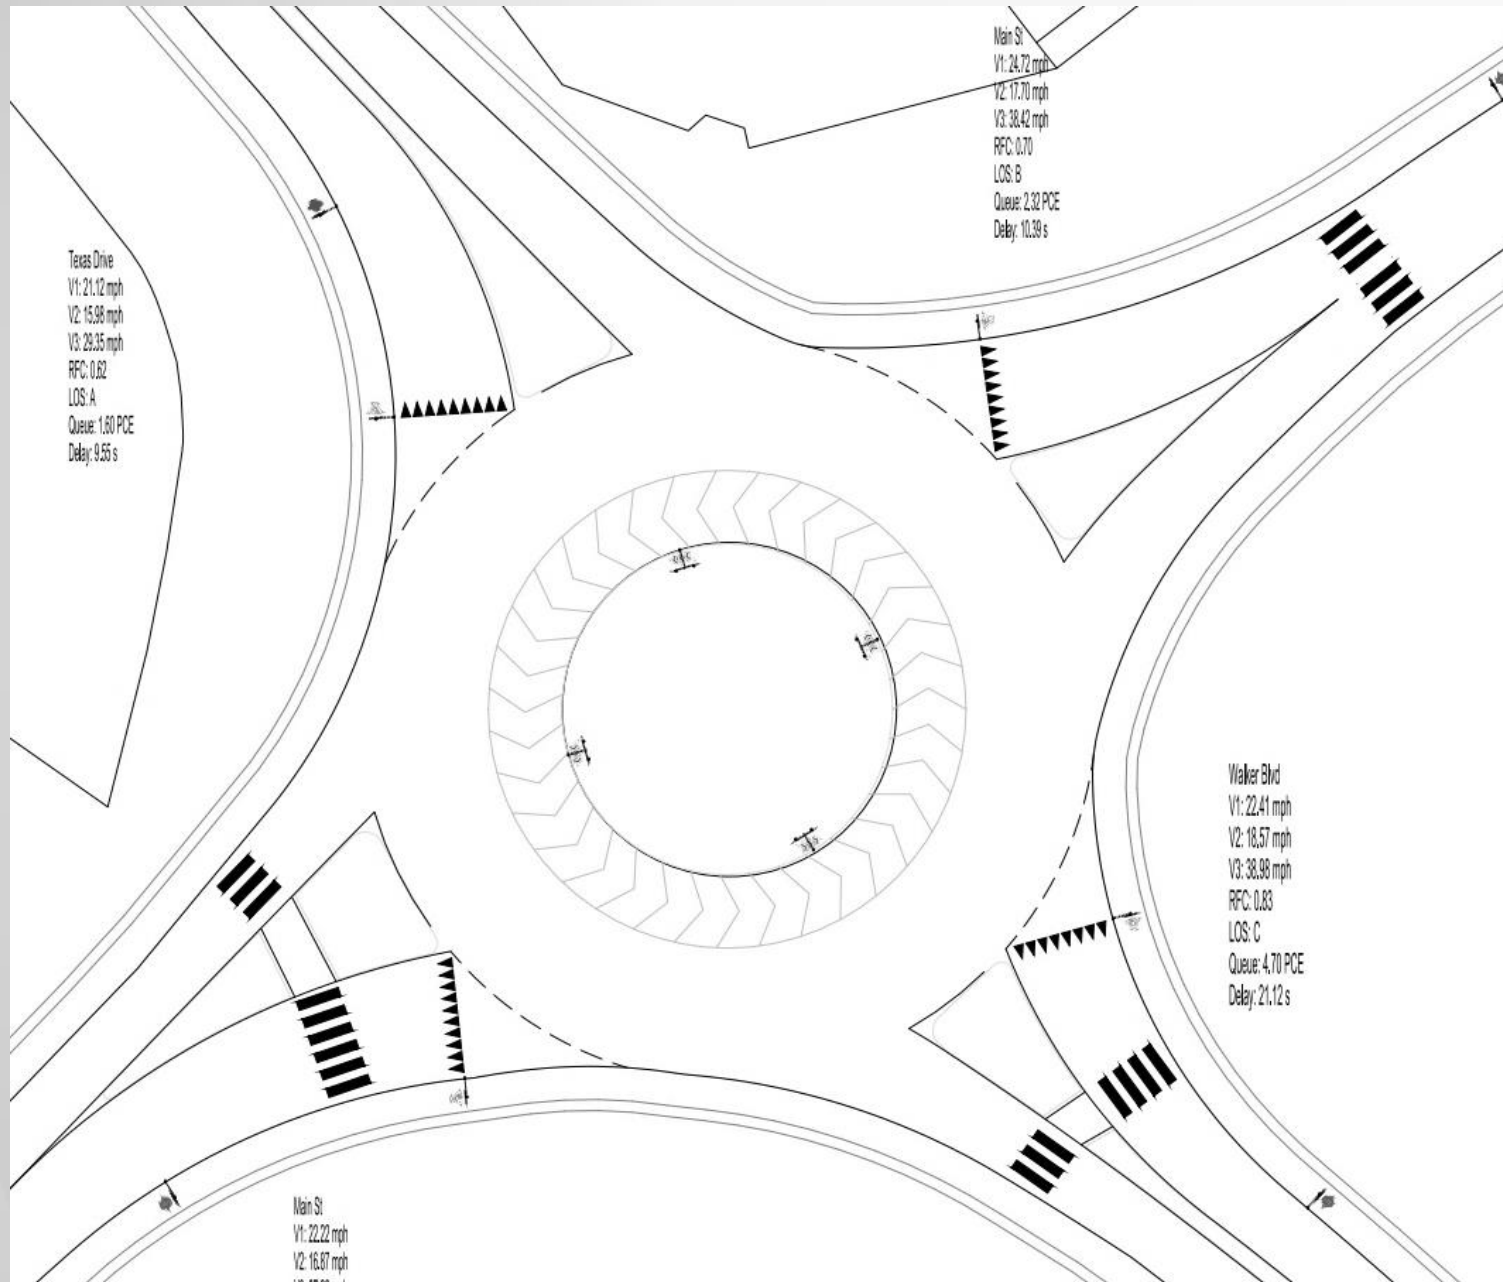 Main St
V1: 24.72 mph
V2: 17.70 mph
V3: 38.42 mph
RFC: 0.70
LOS: B
Queue: 2.32 PCE
Delay: 10.39 s
Texas Drive
V1: 21.12 mph
V2: 15.98 mph
V3: 29.35 mph
RFC: 0.62
LOS: A
Queue: 1.60 PCE
Delay: 9.55 s
Walker Blvd
V1: 22.41 mph
V2: 18.57 mph
V3: 38.98 mph
RFC: 0.83
LOS: C
Queue: 4.70 PCE
Delay: 21.12 s
Main St
V1: 22.22 mph
V2: 16.87 mph